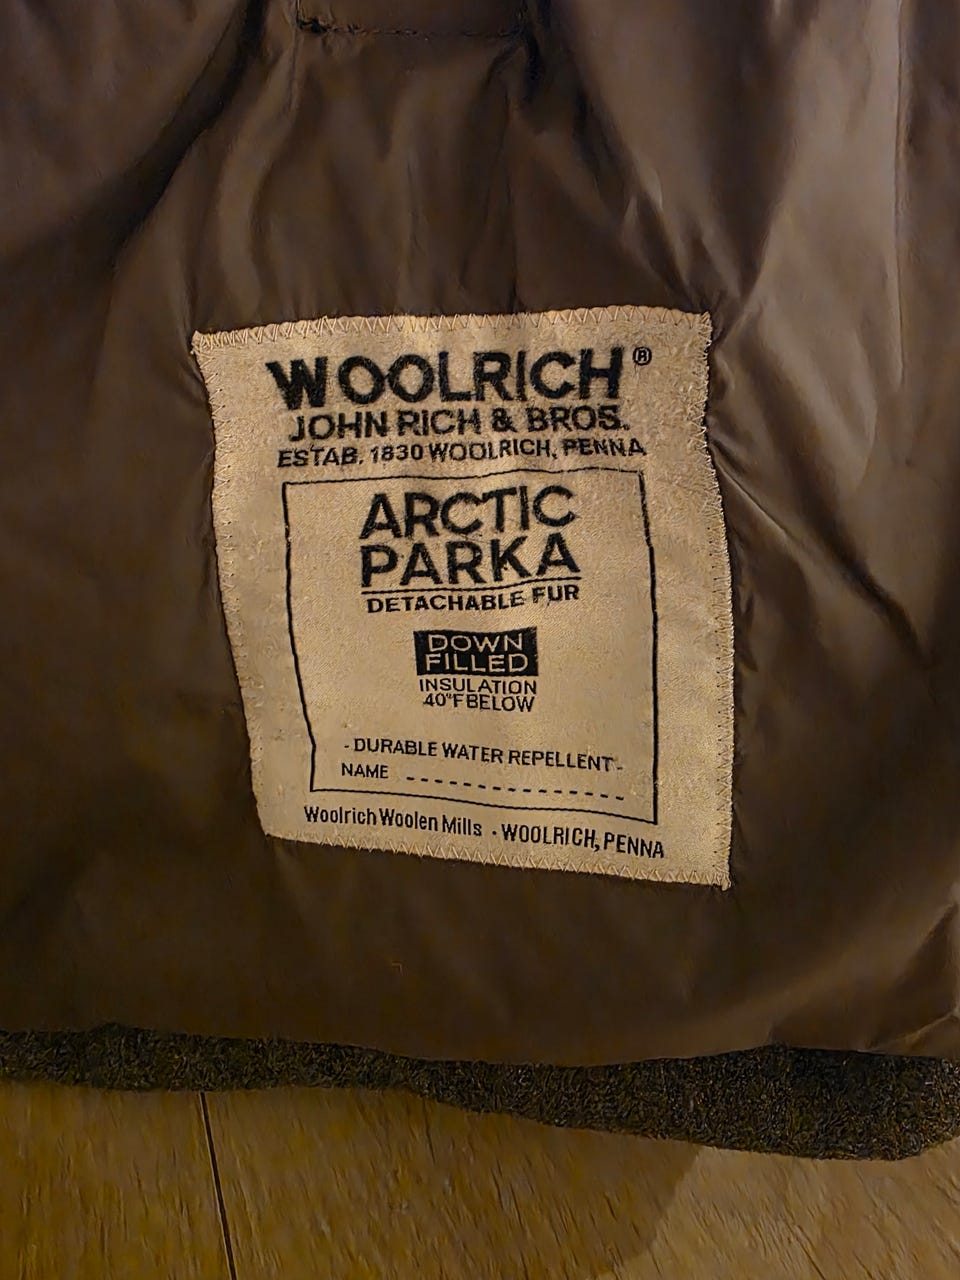 WOOLRICH®
JOHN RICH & BROS.
ESTAB. 1830 WOOLRICH, PENNA
ARCTIC
PARKA
DETACHABLE FUR
DOWN
FILLED
INSULATION
40°F BELOW
- DURABLE WATER REPELLENT -
NAME --------------
Woolrich Woolen Mills · WOOLRICH, PENNA